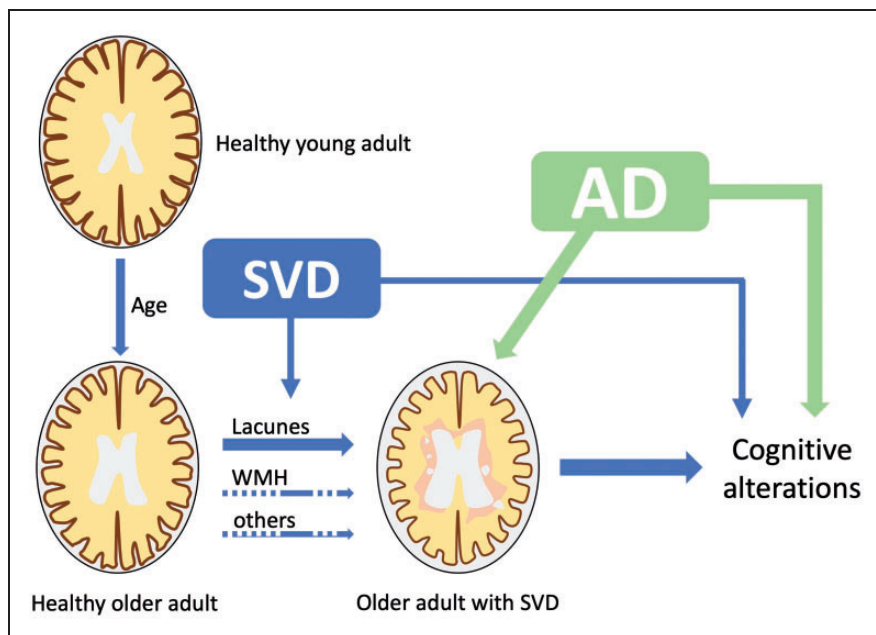 Healthy young adult
AD
SVD
Age
Lacunes
WMH
others
Cognitive
alterations
Healthy older adult
Older adult with SVD